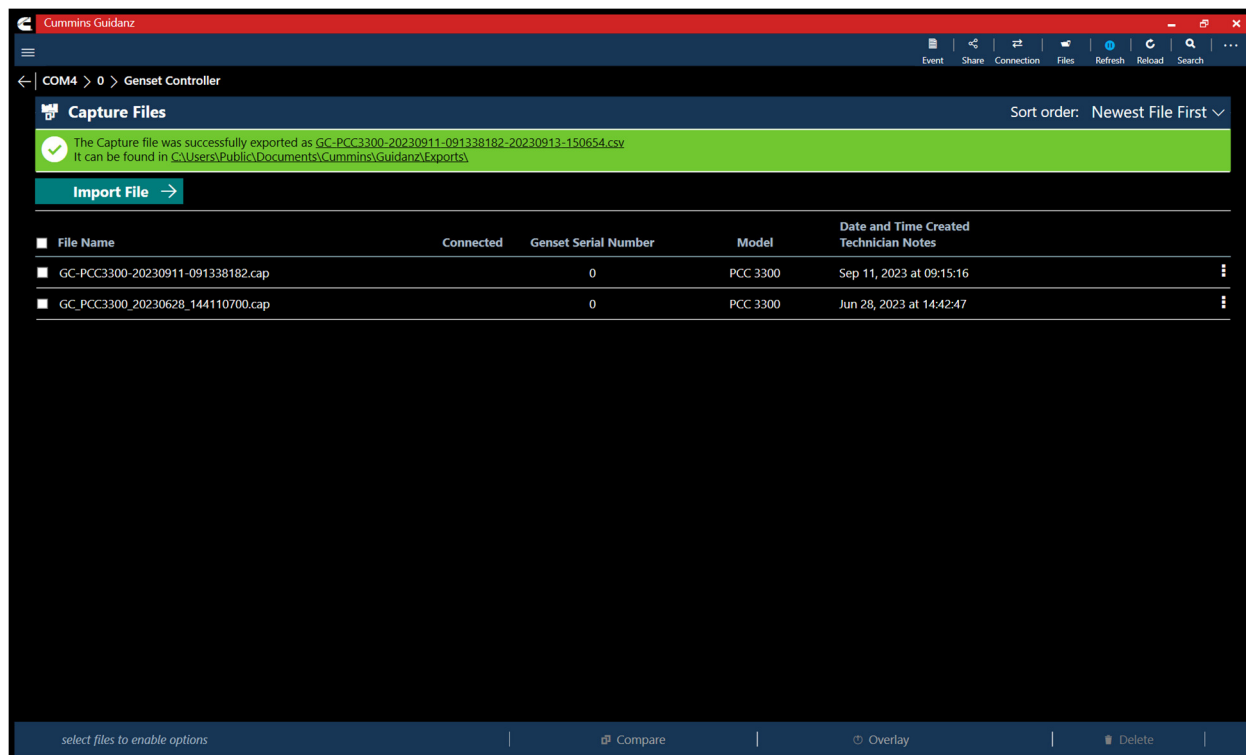 Cummins Guidanz
Event Share Connection Files Refresh Reload Search
COM4 > 0 > Genset Controller
Capture Files
Sort order: Newest File First
The Capture file was successfully exported as GC-PCC3300-20230911-091338182-20230913-150654.csv
It can be found in C:\Users\Public\Documents\Cummins\Guidanz\Exports\
Import File
File Name Connected Genset Serial Number Model Date and Time Created
Technician Notes
GC-PCC3300-20230911-091338182.cap 0 PCC 3300 Sep 11, 2023 at 09:15:16
GC_PCC3300_20230628_144110700.cap 0 PCC 3300 Jun 28, 2023 at 14:42:47
select files to enable options Compare Overlay Delete